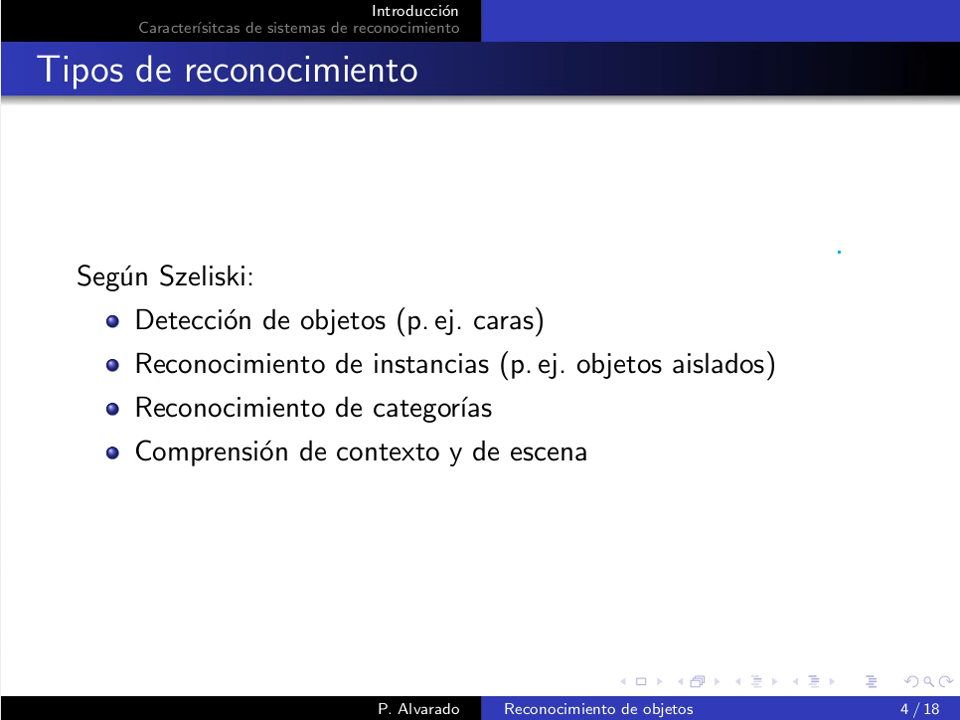 Introducción
Caracterísitcas de sistemas de reconocimiento
Tipos de reconocimiento
Según Szeliski:
Detección de objetos (p. ej. caras)
Reconocimiento de instancias (p. ej. objetos aislados)
Reconocimiento de categorías
Comprensión de contexto y de escena
P. Alvarado
Reconocimiento de objetos
4 / 18